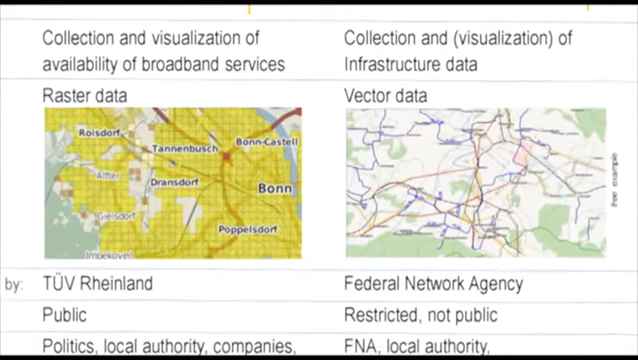 Collection and visualization of
availability of broadband services
Collection and (visualization) of
Infrastructure data
Raster data
Vector data
Roisdorf
Tannenbusch
Bonn-Castell
Alfter
Dransdorf
Bonn
Gielsdorf
Poppelsdorf
Impekoven
free example
by: TÜV Rheinland
Federal Network Agency
Public
Restricted, not public
Politics, local authority, companies,
FNA, local authority,